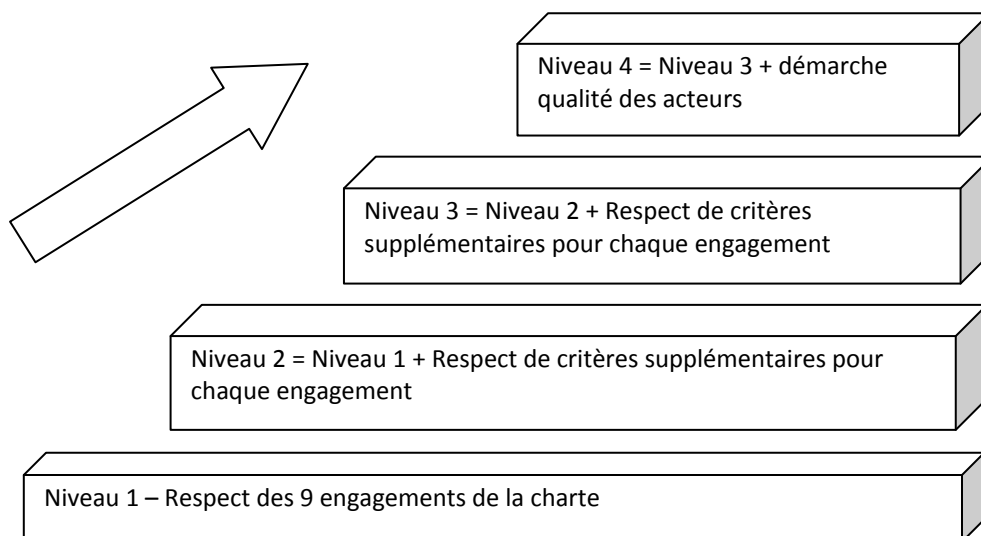 Niveau 4 = Niveau 3 + démarche
qualité des acteurs
Niveau 3 = Niveau 2 + Respect de critères
supplémentaires pour chaque engagement
Niveau 2 = Niveau 1 + Respect de critères supplémentaires pour
chaque engagement
Niveau 1 – Respect des 9 engagements de la charte